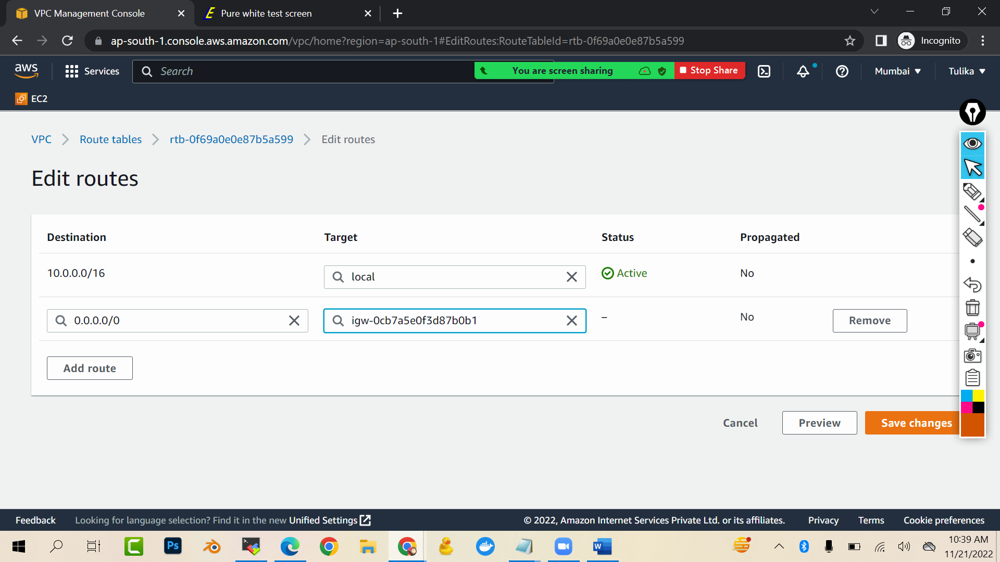 VPC Management Console
Pure white test screen
ap-south-1.console.aws.amazon.com/vpc/home?region=ap-south-1#EditRoutes:RouteTableId=rtb-0f69a0e0e87b5a599
Incognito
aws
Services
Search
You are screen sharing
Stop Share
Mumbai
Tulika
EC2
VPC
Route tables
rtb-0f69a0e0e87b5a599
Edit routes
Edit routes
Destination Target Status Propagated
10.0.0.0/16 local Active No
0.0.0.0/0 igw-0cb7a5e0f3d87b0b1 – No Remove
Add route
Cancel Preview Save changes
Feedback Looking for language selection? Find it in the new Unified Settings © 2022, Amazon Internet Services Private Ltd. or its affiliates. Privacy Terms Cookie preferences
Ps
W
10:39 AM
11/21/2022